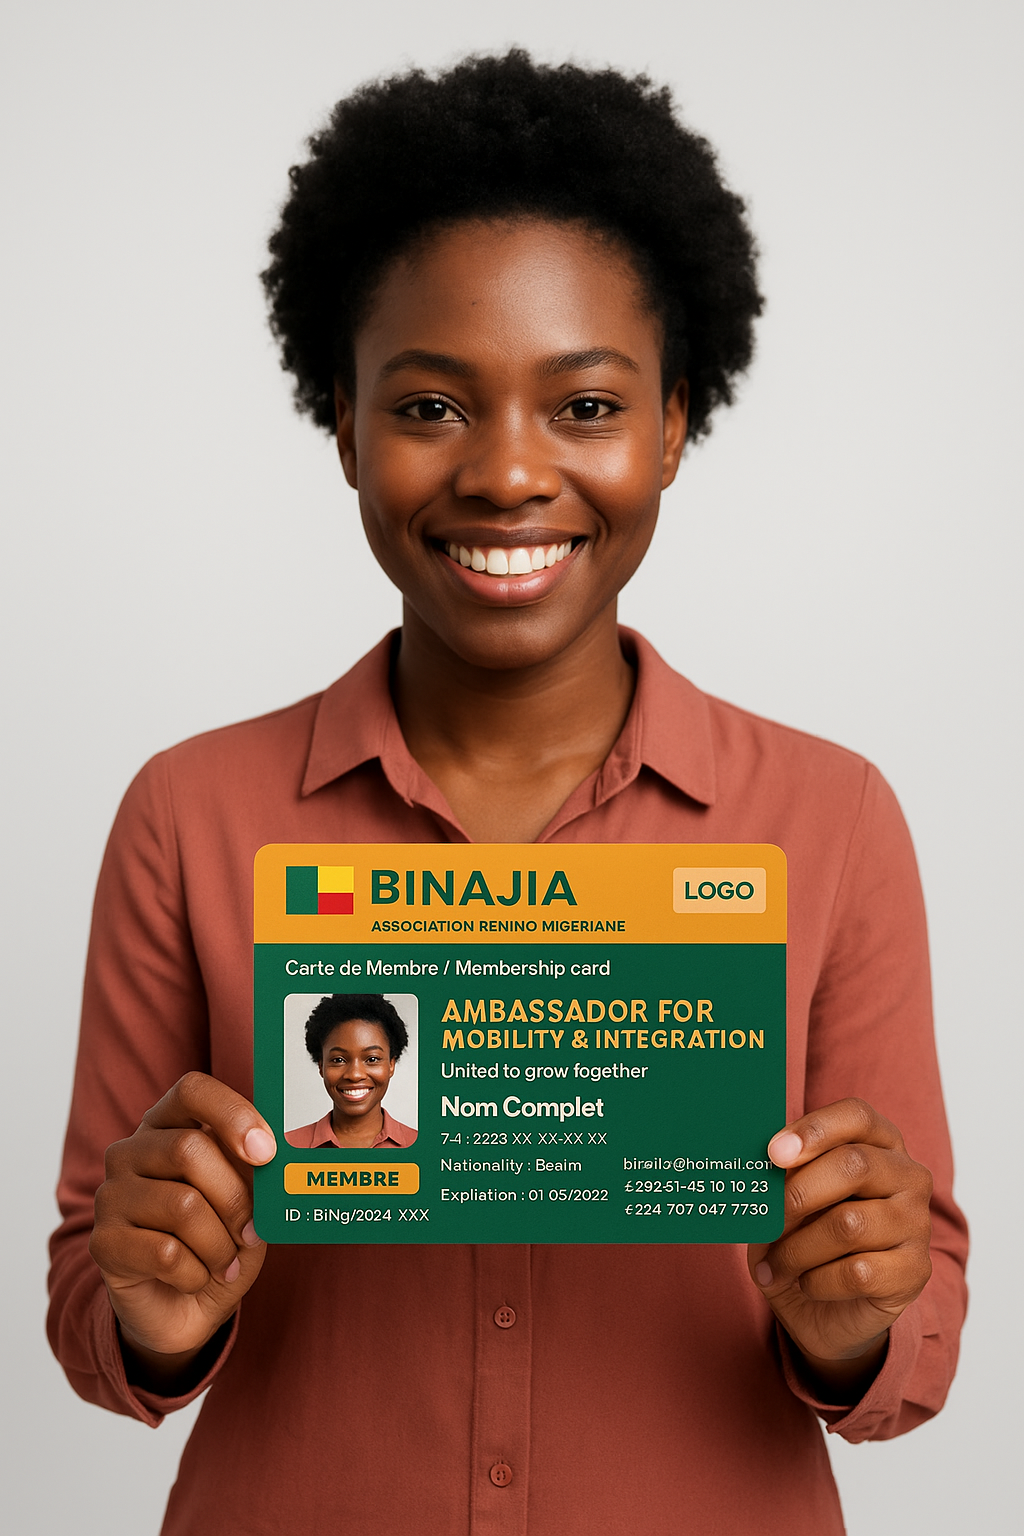 BINAJIA
LOGO
ASSOCIATION RENINO MIGERIANE
Carte de Membre / Membership card
AMBASSADOR FOR
MOBILITY & INTEGRATION
United to grow fogether
Nom Complet
7-4 : 2223 XX XX-XX XX
Nationality : Beaim
Expliation : 01 05/2022
MEMBRE
ID : BiNg/2024 XXX
292-51-45 10 10 23
224 707 047 7730